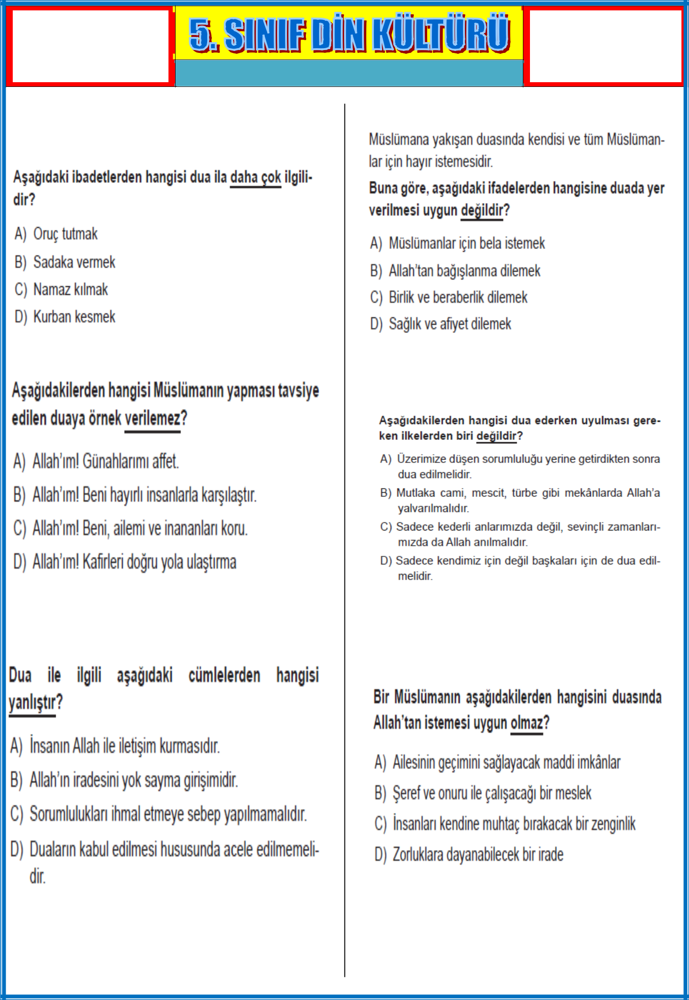 5. SINIF DİN KÜLTÜRÜ
Aşağıdaki ibadetlerden hangisi dua ila daha çok ilgili-
dir?
A) Oruç tutmak
B) Sadaka vermek
C) Namaz kılmak
D) Kurban kesmek
Aşağıdakilerden hangisi Müslümanın yapması tavsiye
edilen duaya örnek verilemez?
A) Allah’ım! Günahlarımı affet.
B) Allah’ım! Beni hayırlı insanlarla karşılaştır.
C) Allah’ım! Beni, ailemi ve inananları koru.
D) Allah’ım! Kafirleri doğru yola ulaştırma
Dua ile ilgili aşağıdaki cümlelerden hangisi
yanlıştır?
A) İnsanın Allah ile iletişim kurmasıdır.
B) Allah’ın iradesini yok sayma girişimidir.
C) Sorumlulukları ihmal etmeye sebep yapılmamalıdır.
D) Duaların kabul edilmesi hususunda acele edilmemeli-
dir.
Müslümana yakışan duasında kendisi ve tüm Müslüman-
lar için hayır istemesidir.
Buna göre, aşağıdaki ifadelerden hangisine duada yer
verilmesi uygun değildir?
A) Müslümanlar için bela istemek
B) Allah’tan bağışlanma dilemek
C) Birlik ve beraberlik dilemek
D) Sağlık ve afiyet dilemek
Aşağıdakilerden hangisi dua ederken uyulması gere-
ken ilkelerden biri değildir?
A) Üzerimize düşen sorumluluğu yerine getirdikten sonra
dua edilmelidir.
B) Mutlaka cami, mescit, türbe gibi mekânlarda Allah’a
yalvarılmalıdır.
C) Sadece kederli anlarımızda değil, sevinçli zamanları-
mızda da Allah anılmalıdır.
D) Sadece kendimiz için değil başkaları için de dua edil-
melidir.
Bir Müslümanın aşağıdakilerden hangisini duasında
Allah’tan istemesi uygun olmaz?
A) Ailesinin geçimini sağlayacak maddi imkânlar
B) Şeref ve onuru ile çalışacağı bir meslek
C) İnsanları kendine muhtaç bırakacak bir zenginlik
D) Zorluklara dayanabilecek bir irade